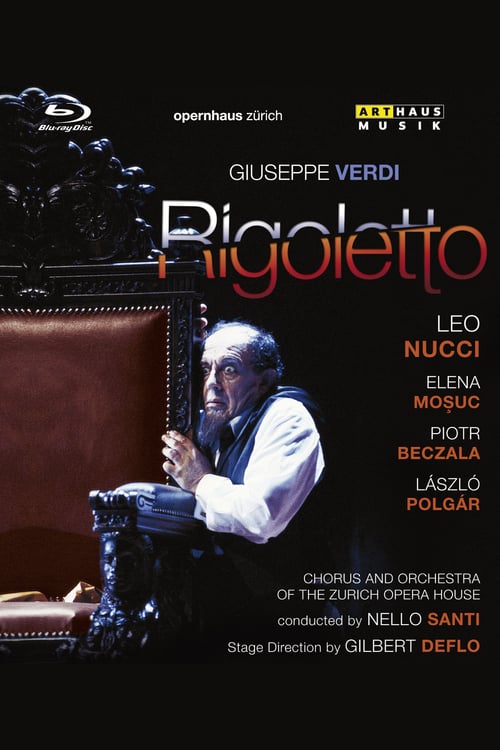 Blu-ray Disc
opernhaus zürich
ARTHAUS
MUSIK
GIUSEPPE VERDI
Rigoletto
LEO
NUCCI
ELENA
MOȘUC
PIOTR
BECZALA
LÁSZLÓ
POLGÁR
CHORUS AND ORCHESTRA
OF THE ZURICH OPERA HOUSE
conducted by NELLO SANTI
Stage Direction by GILBERT DEFLO